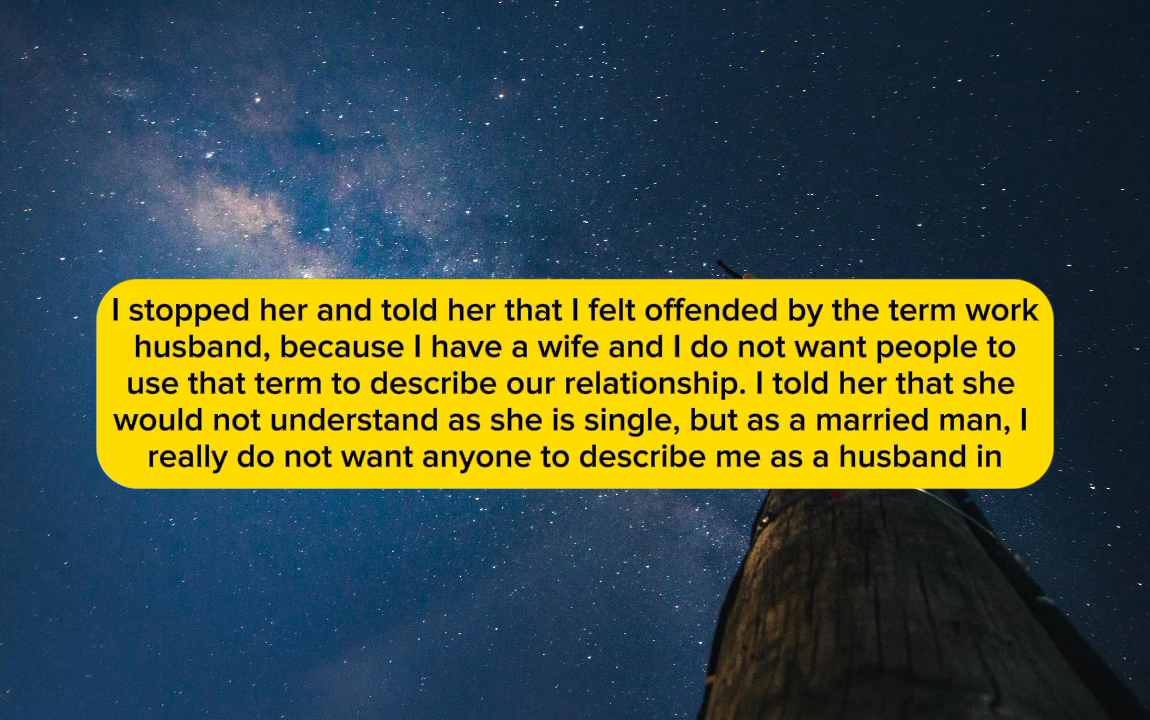 I stopped her and told her that I felt offended by the term work
husband, because I have a wife and I do not want people to
use that term to describe our relationship. I told her that she
would not understand as she is single, but as a married man, I
really do not want anyone to describe me as a husband in